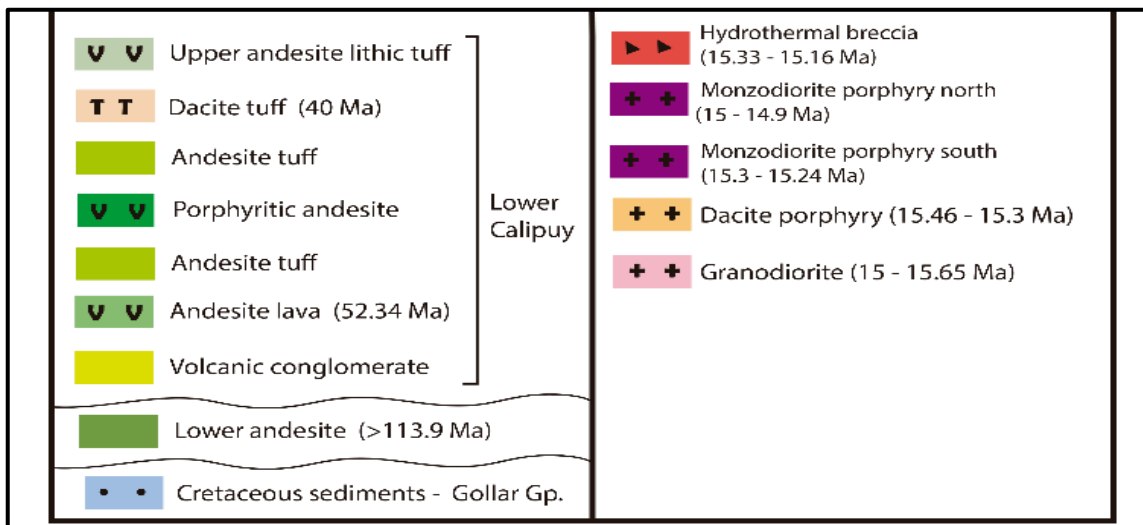 Upper andesite lithic tuff
T T Dacite tuff (40 Ma)
Andesite tuff
Porphyritic andesite
Andesite tuff
Andesite lava (52.34 Ma)
Volcanic conglomerate
Lower
Calipuy
Lower andesite (>113.9 Ma)
Cretaceous sediments - Gollar Gp.
Hydrothermal breccia
(15.33 - 15.16 Ma)
Monzodiorite porphyry north
(15 - 14.9 Ma)
Monzodiorite porphyry south
(15.3 - 15.24 Ma)
Dacite porphyry (15.46 - 15.3 Ma)
Granodiorite (15 - 15.65 Ma)